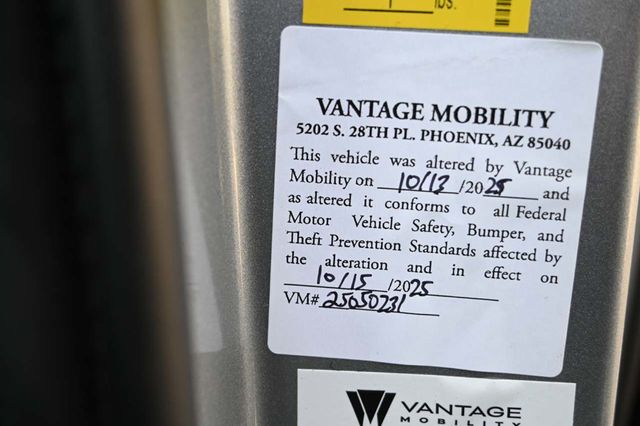 lbs.
VANTAGE MOBILITY
5202 S. 28TH PL. PHOENIX, AZ 85040
This vehicle was altered by Vantage
Mobility on 10/13/2025 and
as altered it conforms to all Federal
Motor Vehicle Safety, Bumper, and
Theft Prevention Standards affected by
the alteration and in effect on
10/15/2025
VM# 25050231
VANTAGE
MOBILITY